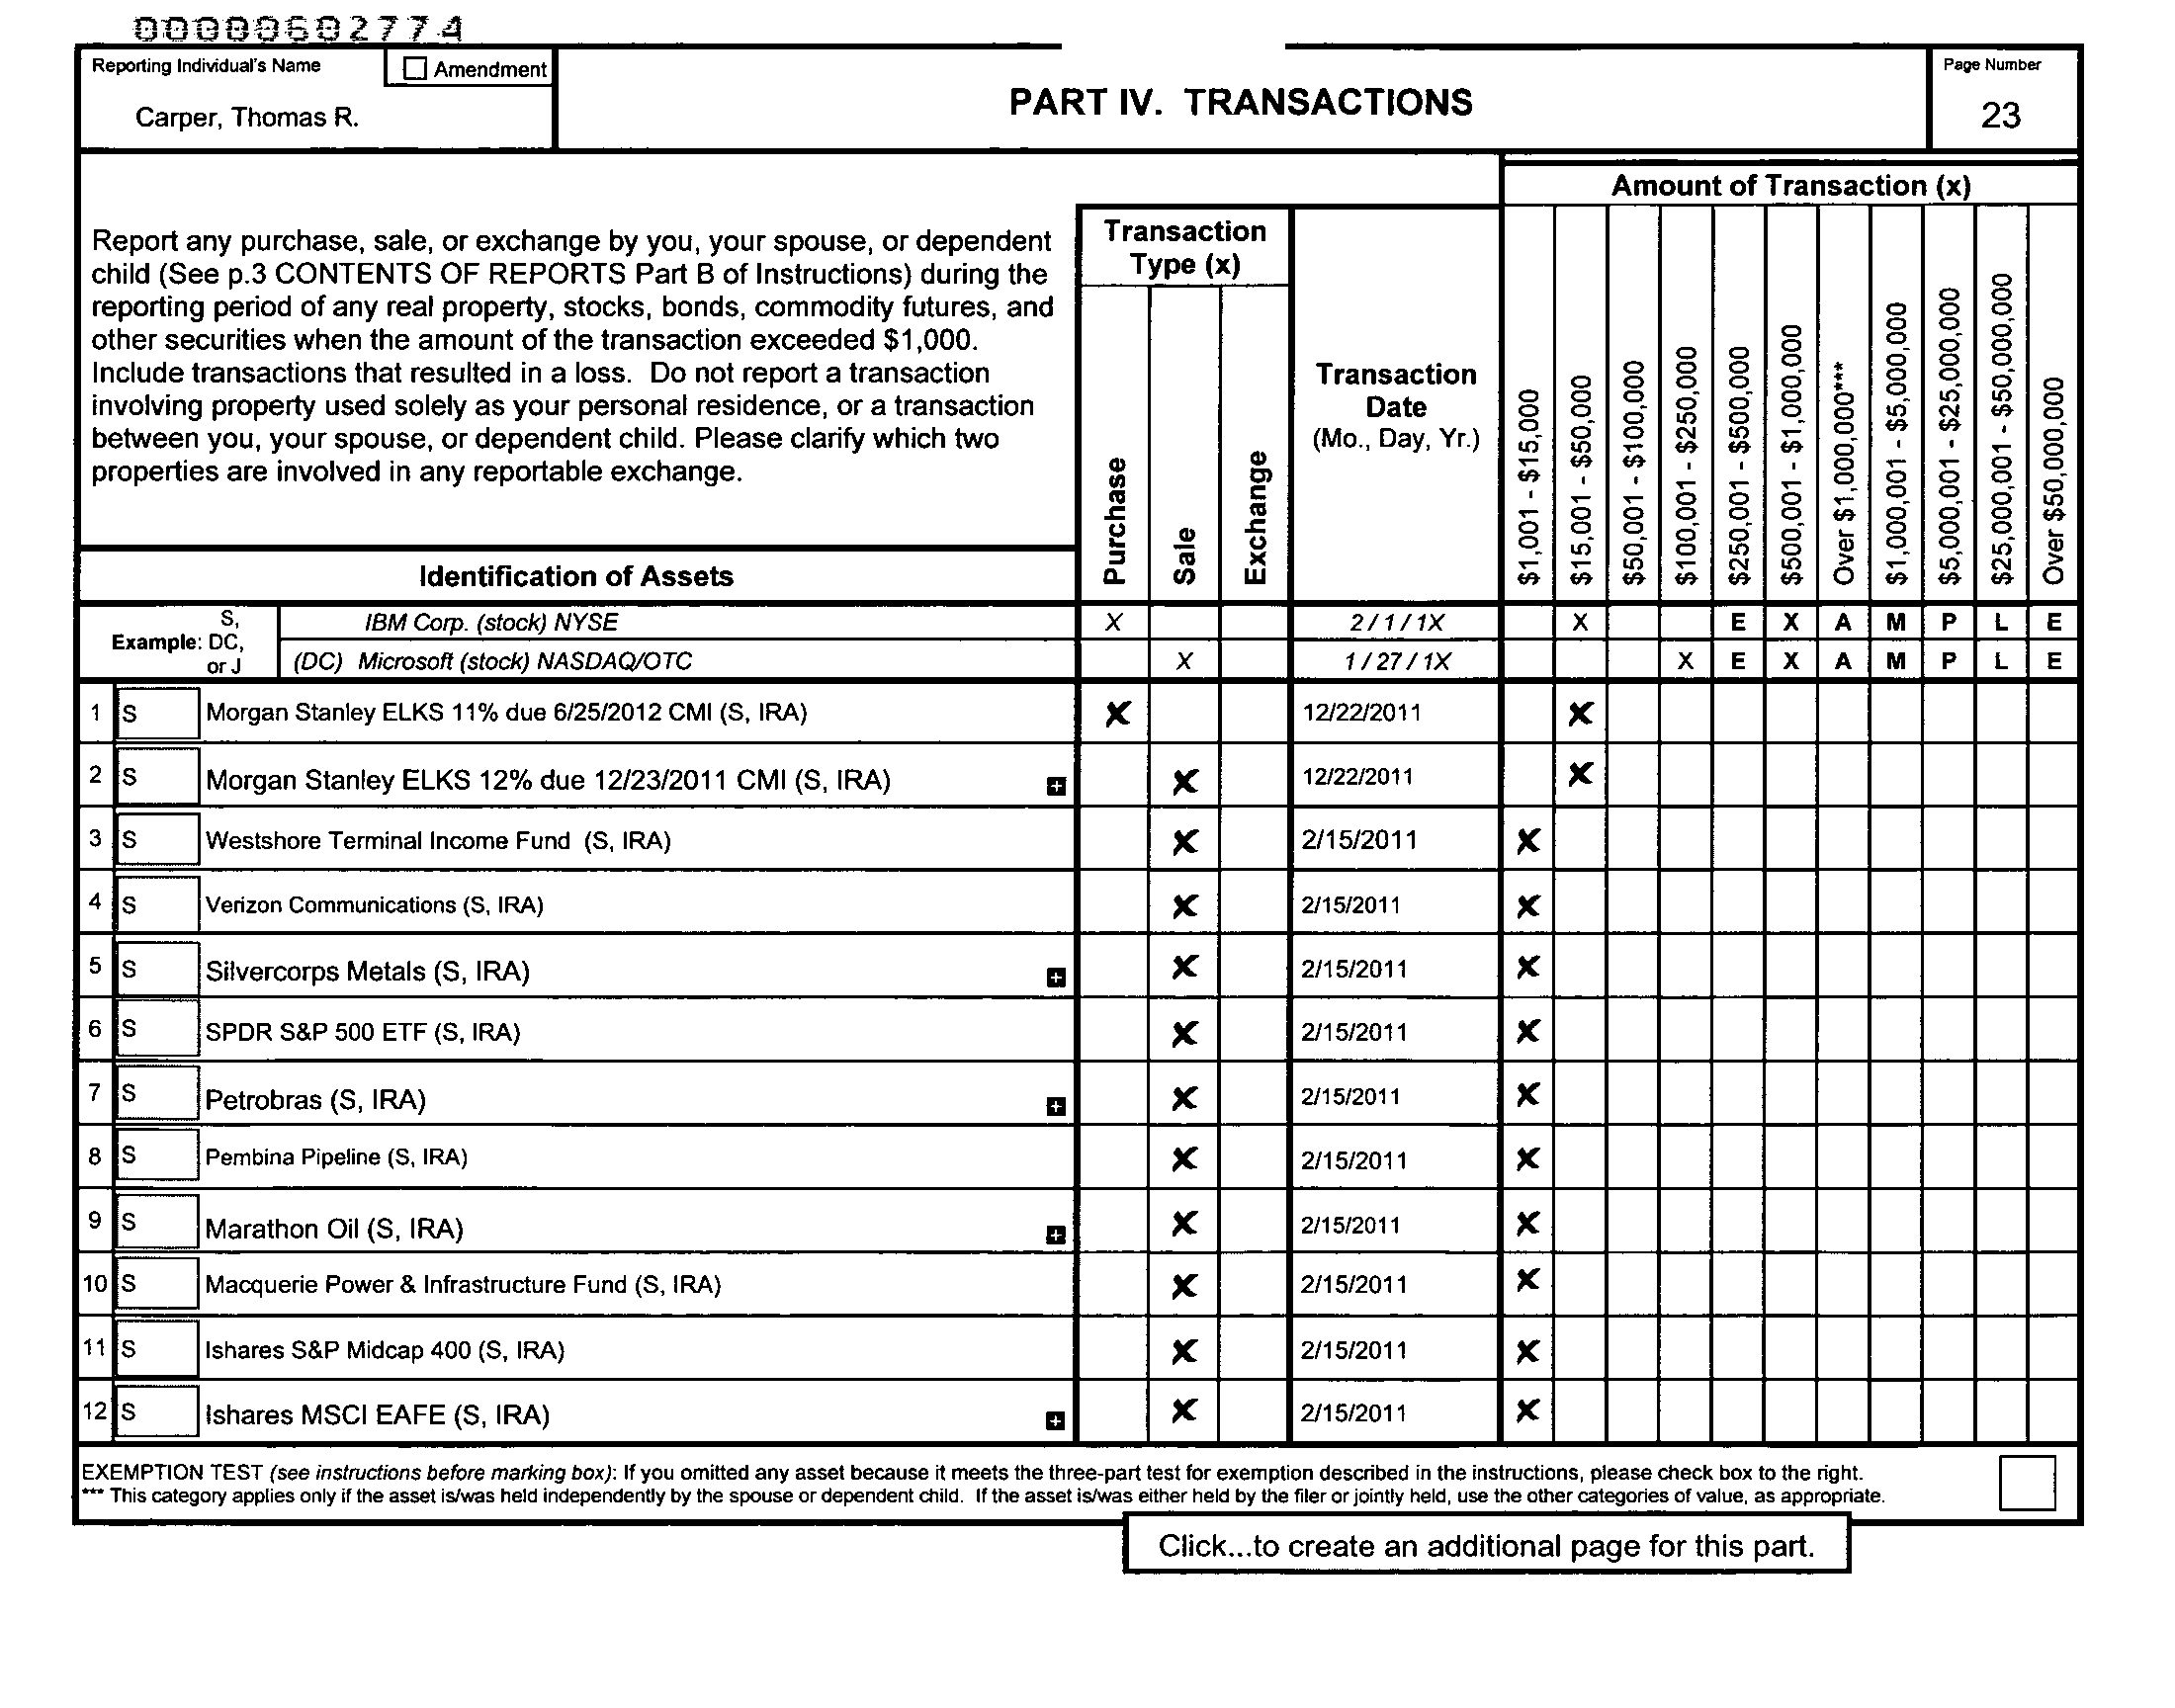 00000602774
Reporting Individual's Name
Amendment
Carper, Thomas R.
PART IV. TRANSACTIONS
Page Number
23
Report any purchase, sale, or exchange by you, your spouse, or dependent
child (See p.3 CONTENTS OF REPORTS Part B of Instructions) during the
reporting period of any real property, stocks, bonds, commodity futures, and
other securities when the amount of the transaction exceeded $1,000.
Include transactions that resulted in a loss. Do not report a transaction
involving property used solely as your personal residence, or a transaction
between you, your spouse, or dependent child. Please clarify which two
properties are involved in any reportable exchange.
Identification of Assets
Transaction
Type (x)
Purchase
Sale
Exchange
Transaction
Date
(Mo., Day, Yr.)
Amount of Transaction (x)
$1,001 - $15,000
$15,001 - $50,000
$50,001 - $100,000
$100,001 - $250,000
$250,001 - $500,000
$500,001 - $1,000,000
Over $1,000,000***
$1,000,001 - $5,000,000
$5,000,001 - $25,000,000
$25,000,001 - $50,000,000
Over $50,000,000
Example: S,
DC,
or J
IBM Corp. (stock) NYSE X 2 / 1 / 1X X E X A M P L E
(DC) Microsoft (stock) NASDAQ/OTC X 1 / 27 / 1X X E X A M P L E
1 S Morgan Stanley ELKS 11% due 6/25/2012 CMI (S, IRA) X 12/22/2011 X
2 S Morgan Stanley ELKS 12% due 12/23/2011 CMI (S, IRA) + X 12/22/2011 X
3 S Westshore Terminal Income Fund (S, IRA) X 2/15/2011 X
4 S Verizon Communications (S, IRA) X 2/15/2011 X
5 S Silvercorps Metals (S, IRA) + X 2/15/2011 X
6 S SPDR S&P 500 ETF (S, IRA) X 2/15/2011 X
7 S Petrobras (S, IRA) + X 2/15/2011 X
8 S Pembina Pipeline (S, IRA) X 2/15/2011 X
9 S Marathon Oil (S, IRA) + X 2/15/2011 X
10 S Macquerie Power & Infrastructure Fund (S, IRA) X 2/15/2011 X
11 S Ishares S&P Midcap 400 (S, IRA) X 2/15/2011 X
12 S Ishares MSCI EAFE (S, IRA) + X 2/15/2011 X
EXEMPTION TEST (see instructions before marking box): If you omitted any asset because it meets the three-part test for exemption described in the instructions, please check box to the right.
*** This category applies only if the asset is/was held independently by the spouse or dependent child. If the asset is/was either held by the filer or jointly held, use the other categories of value, as appropriate.
Click...to create an additional page for this part.